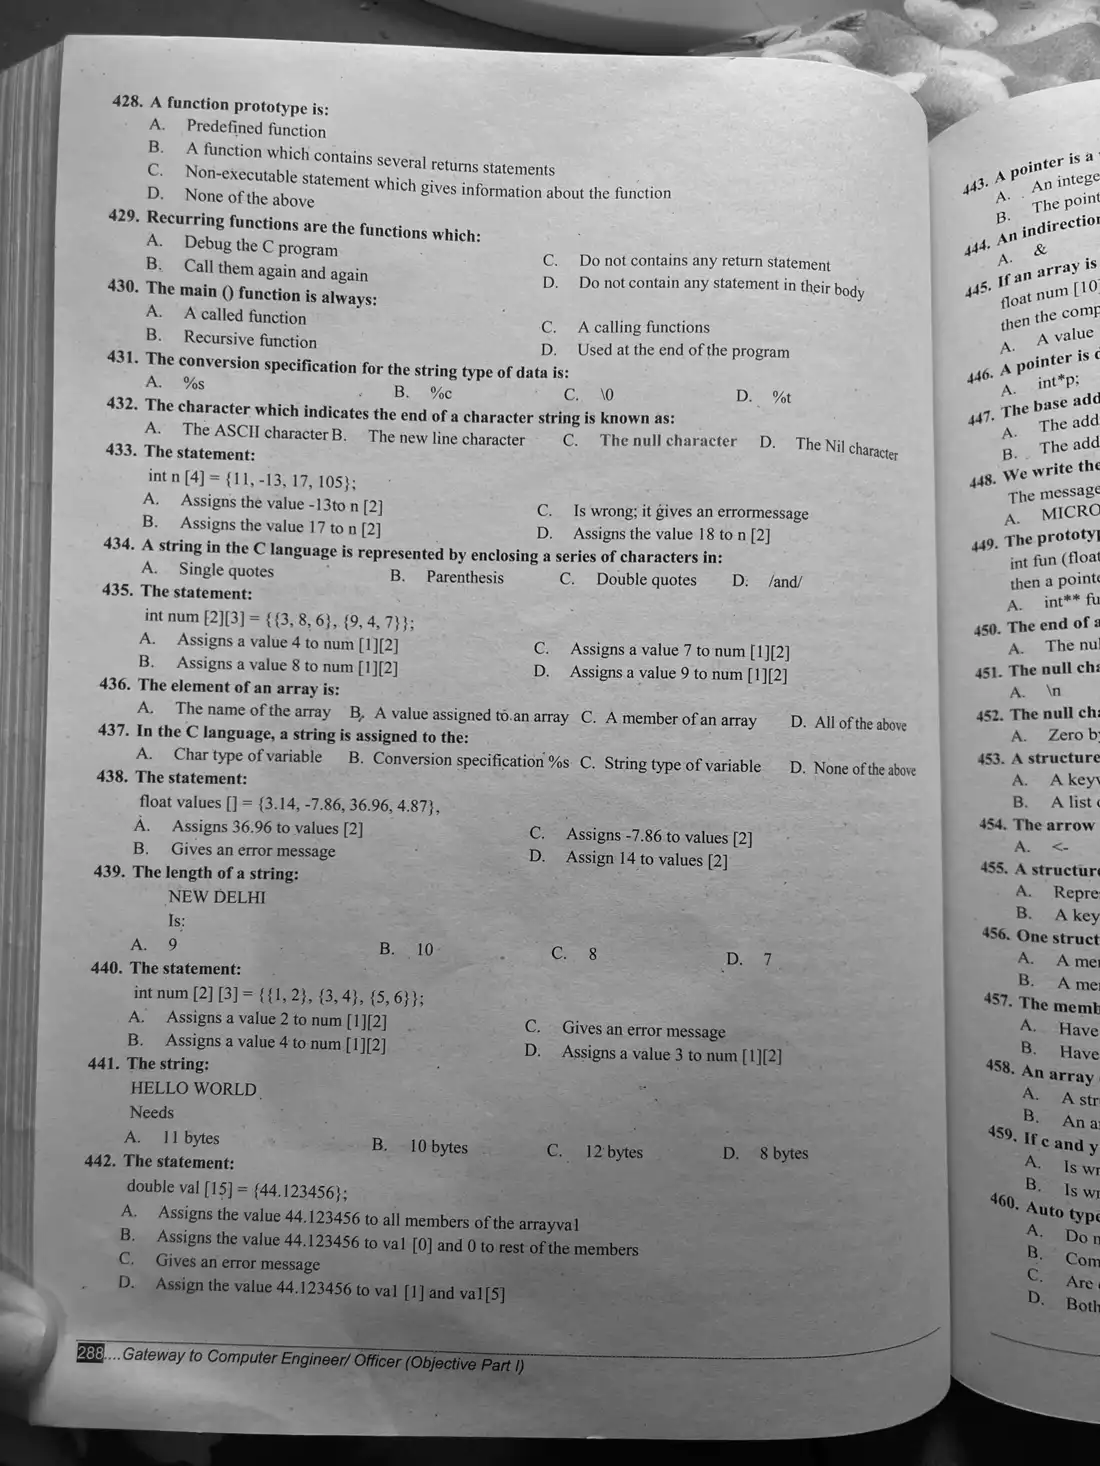 428. A function prototype is:
A. Predefined function
B. A function which contains several returns statements
C. Non-executable statement which gives information about the function
D. None of the above
429. Recurring functions are the functions which:
A. Debug the C program
C. Do not contains any return statement
B. Call them again and again
D. Do not contain any statement in their body
430. The main () function is always:
A. A called function
C. A calling functions
B. Recursive function
D. Used at the end of the program
431. The conversion specification for the string type of data is:
A. %s B. %c C. \0 D. %t
432. The character which indicates the end of a character string is known as:
A. The ASCII character B. The new line character C. The null character D. The Nil character
433. The statement:
int n [4] = {11, -13, 17, 105};
A. Assigns the value -13to n [2]
C. Is wrong; it gives an errormessage
B. Assigns the value 17 to n [2]
D. Assigns the value 18 to n [2]
434. A string in the C language is represented by enclosing a series of characters in:
A. Single quotes B. Parenthesis C. Double quotes D. /and/
435. The statement:
int num [2][3] = {{3, 8, 6}, {9, 4, 7}};
A. Assigns a value 4 to num [1][2]
C. Assigns a value 7 to num [1][2]
B. Assigns a value 8 to num [1][2]
D. Assigns a value 9 to num [1][2]
436. The element of an array is:
A. The name of the array B. A value assigned to an array C. A member of an array D. All of the above
437. In the C language, a string is assigned to the:
A. Char type of variable B. Conversion specification %s C. String type of variable D. None of the above
438. The statement:
float values [] = {3.14, -7.86, 36.96, 4.87},
A. Assigns 36.96 to values [2]
C. Assigns -7.86 to values [2]
B. Gives an error message
D. Assign 14 to values [2]
439. The length of a string:
NEW DELHI
Is:
A. 9 B. 10 C. 8 D. 7
440. The statement:
int num [2] [3] = {{1, 2}, {3, 4}, {5, 6}};
A. Assigns a value 2 to num [1][2]
C. Gives an error message
B. Assigns a value 4 to num [1][2]
D. Assigns a value 3 to num [1][2]
441. The string:
HELLO WORLD
Needs
A. 11 bytes B. 10 bytes C. 12 bytes D. 8 bytes
442. The statement:
double val [15] = {44.123456};
A. Assigns the value 44.123456 to all members of the arrayval
B. Assigns the value 44.123456 to val [0] and 0 to rest of the members
C. Gives an error message
D. Assign the value 44.123456 to val [1] and val[5]
288....Gateway to Computer Engineer/ Officer (Objective Part I)
443. A pointer is a
A. An intege
B. The point
444. An indirection
A. &
445. If an array is
float num [10]
then the comp
A. A value
446. A pointer is
A. int*p;
447. The base add
A. The add
B. The add
448. We write the
The message
A. MICRO
449. The prototyp
int fun (float
then a pointe
A. int** fu
450. The end of a
A. The nul
451. The null cha
A. \n
452. The null cha
A. Zero by
453. A structure
A. A keyw
B. A list
454. The arrow
A. <-
455. A structure
A. Repre
B. A key
456. One struct
A. A mem
B. A me
457. The memb
A. Have
B. Have
458. An array
A. A str
B. An a
459. If c and y
A. Is wr
B. Is wr
460. Auto type
A. Do n
B. Com
C. Are
D. Both